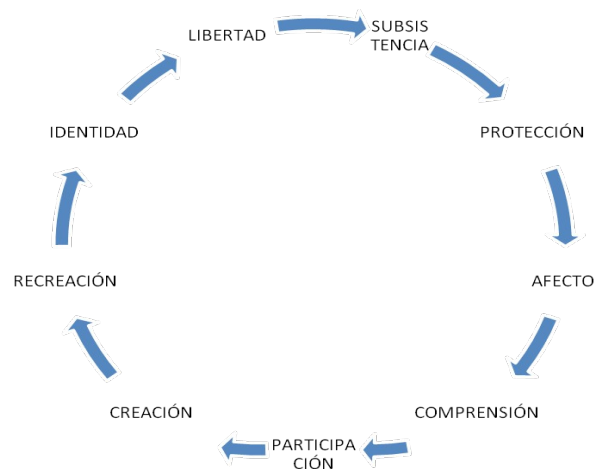 LIBERTAD
SUBSIS
TENCIA
PROTECCIÓN
AFECTO
COMPRENSIÓN
PARTICIPA
CIÓN
CREACIÓN
RECREACIÓN
IDENTIDAD